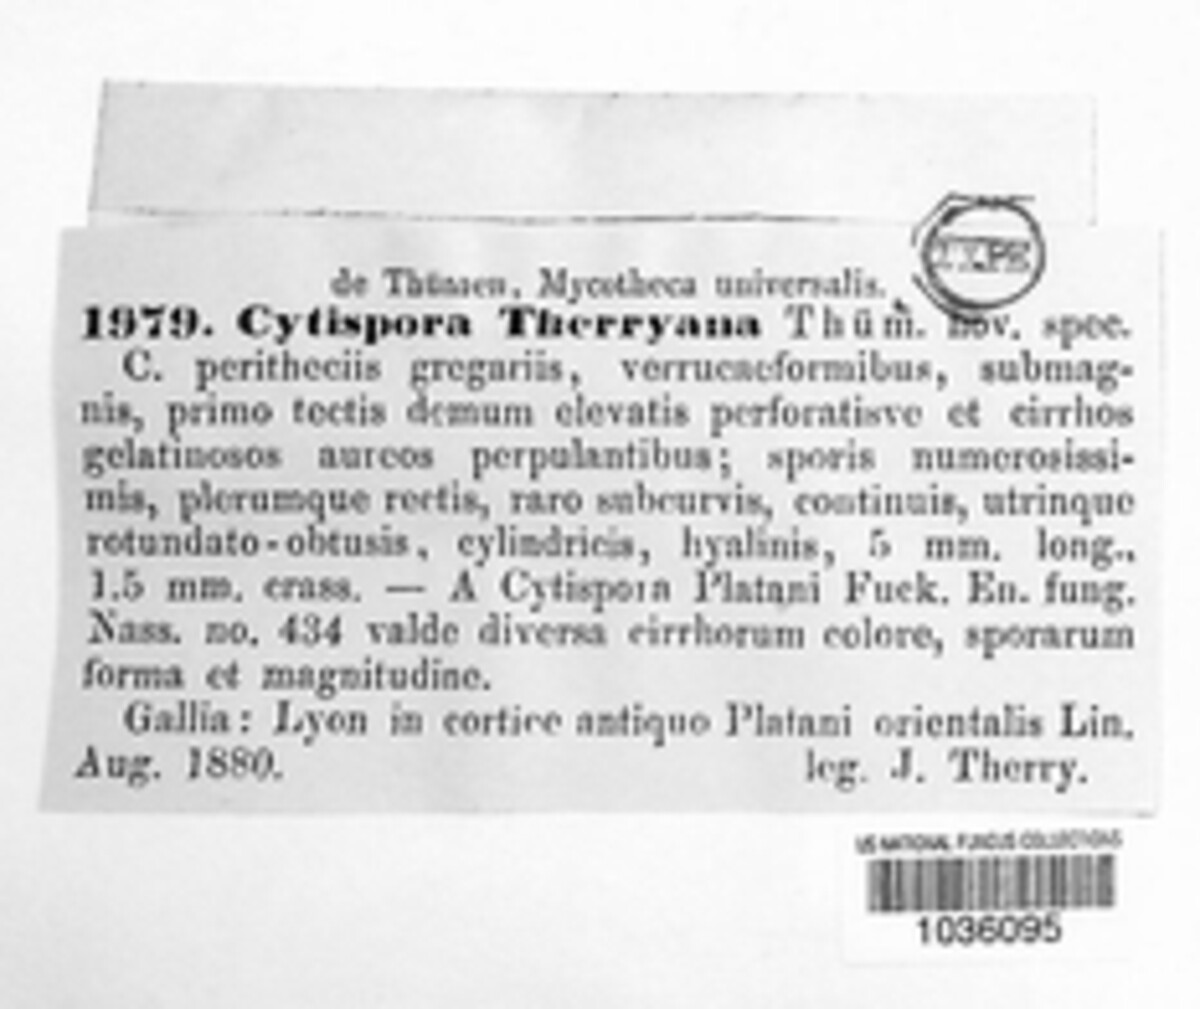 TYPE
de Thümen, Mycotheca universalis.
1979. Cytispora Therryana Thüm. nov. spec.
C. peritheciis gregariis, verrucaeformibus, submag-
nis, primo tectis demum elevatis perforatisve et cirrhos
gelatinosos aureos perpulantibus; sporis numerosissi-
mis, plerumque rectis, raro subcurvis, continuis, utrinque
rotundato-obtusis, cylindricis, hyalinis, 5 mm. long.,
1.5 mm. crass. — A Cytispora Platani Fuck. En. fung.
Nass. no. 434 valde diversa cirrhorum colore, sporarum
forma et magnitudine.
Gallia: Lyon in cortice antiquo Platani orientalis Lin.
Aug. 1880. leg. J. Therry.
US NATIONAL FUNGUS COLLECTIONS
1036095